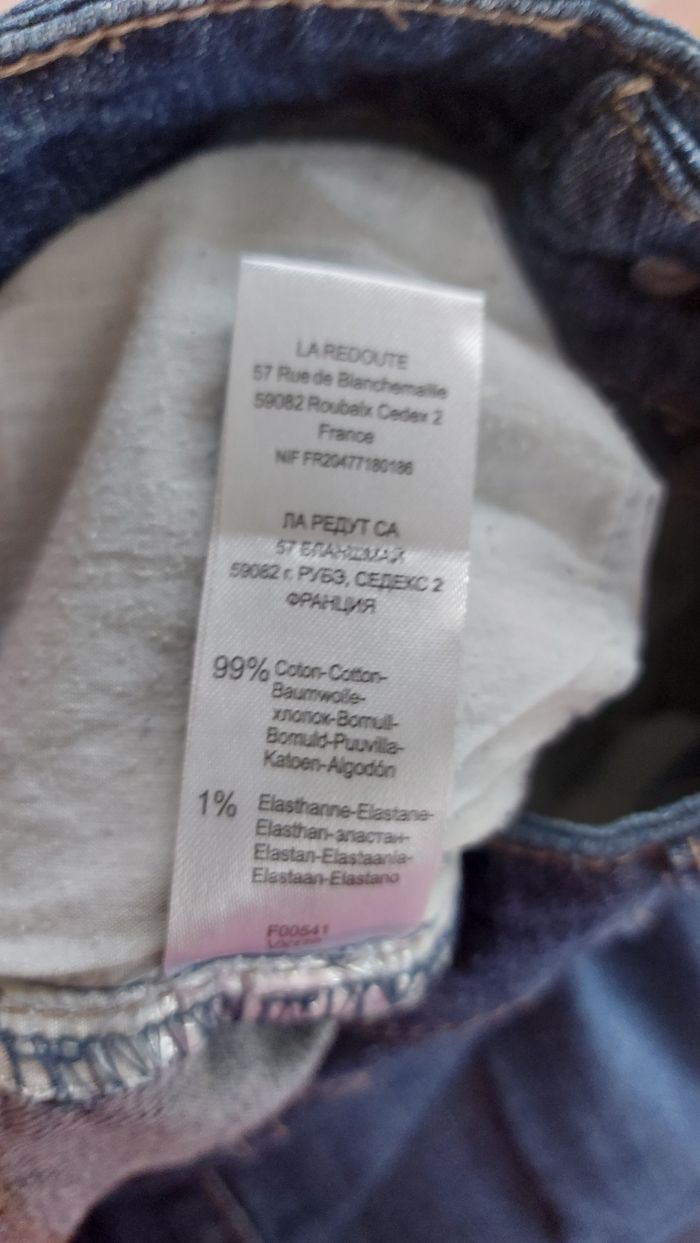 LA REDOUTE
57 Rue de Blanchemaille
59082 Roubaix Cedex 2
France
NIF FR20477180186
ЛА РЕДУТ СА
57 БЛАНШМАЙ
59082 г. РУБЭ, СЕДЕКС 2
ФРАНЦИЯ
99% Coton-Cotton-
Baumwolle-
хлопок-Bomull-
Bomuld-Puuvilla-
Katoen-Algodón
1% Elasthanne-Elastane-
Elasthan-эластан-
Elastan-Elastaania-
Elastaan-Elastano
F00541